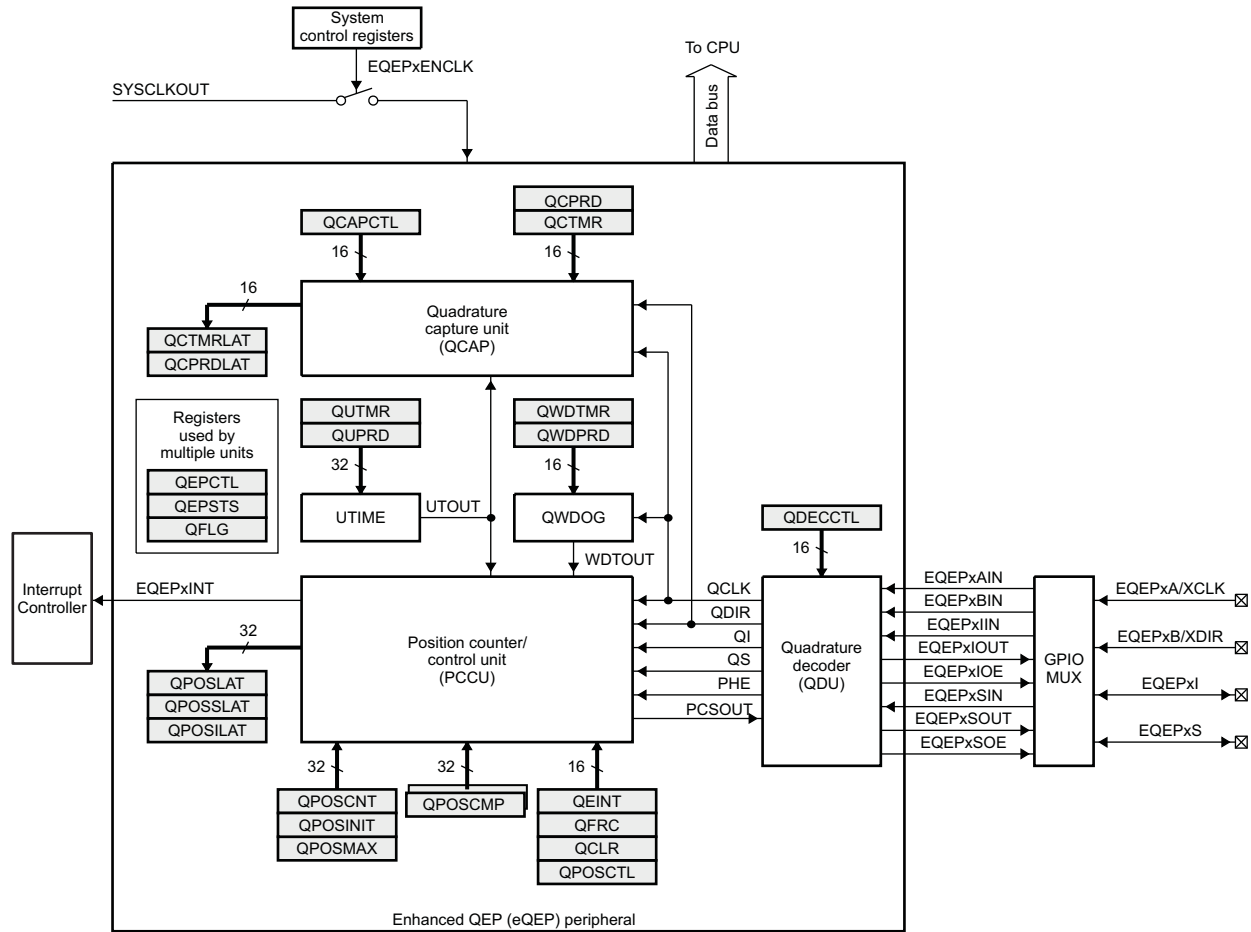 System
control registers
To CPU
EQEPxENCLK
SYSCLKOUT
Data bus
QCPRD
QCAPCTL
QCTMR
16
16
16
Quadrature
capture unit
(QCAP)
QCTMRLAT
QCPRDLAT
Registers
used by
multiple units
QEPCTL
QEPSTS
QFLG
QUTMR
QUPRD
32
QWDTMR
QWDPRD
16
UTIME
UTOUT
QWDOG
WDTOUT
QDECCTL
16
Interrupt
Controller
EQEPxINT
32
Position counter/
control unit
(PCCU)
QCLK
QDIR
QI
QS
PHE
PCSOUT
Quadrature
decoder
(QDU)
EQEPxAIN
EQEPxBIN
EQEPxIIN
EQEPxIOUT
EQEPxIOE
EQEPxSIN
EQEPxSOUT
EQEPxSOE
GPIO
MUX
EQEPxA/XCLK
EQEPxB/XDIR
EQEPxI
EQEPxS
QPOSLAT
QPOSSLAT
QPOSILAT
32
32
16
QPOSCNT
QPOSINIT
QPOSMAX
QPOSCMP
QEINT
QFRC
QCLR
QPOSCTL
Enhanced QEP (eQEP) peripheral